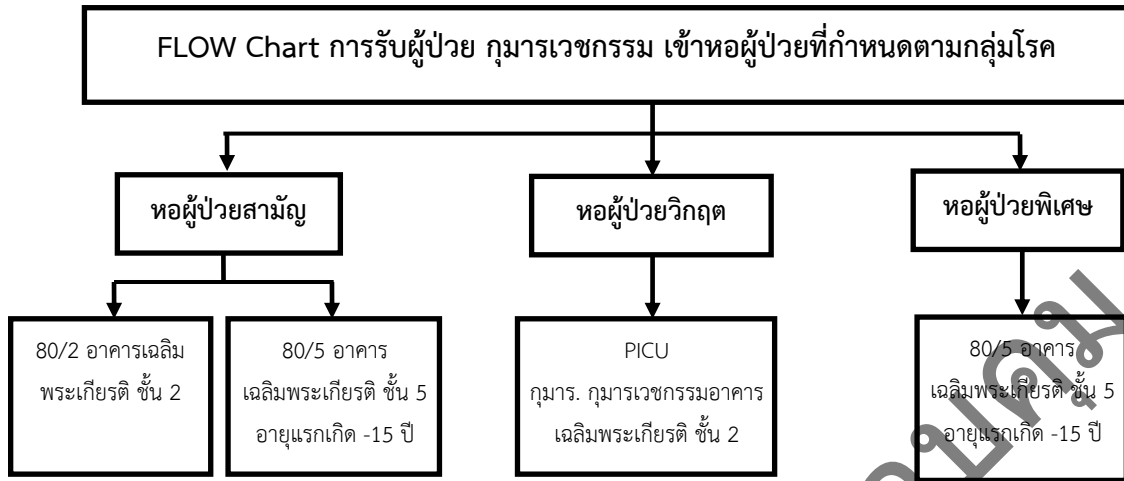 FLOW Chart การรับผู้ป่วย กุมารเวชกรรม เข้าหอผู้ป่วยที่กำหนดตามกลุ่มโรค
หอผู้ป่วยสามัญ
หอผู้ป่วยวิกฤต
หอผู้ป่วยพิเศษ
80/2 อาคารเฉลิม
พระเกียรติ ชั้น 2
80/5 อาคาร
เฉลิมพระเกียรติ ชั้น 5
อายุแรกเกิด -15 ปี
PICU
กุมาร. กุมารเวชกรรมอาคาร
เฉลิมพระเกียรติ ชั้น 2
80/5 อาคาร
เฉลิมพระเกียรติ ชั้น 5
อายุแรกเกิด -15 ปี